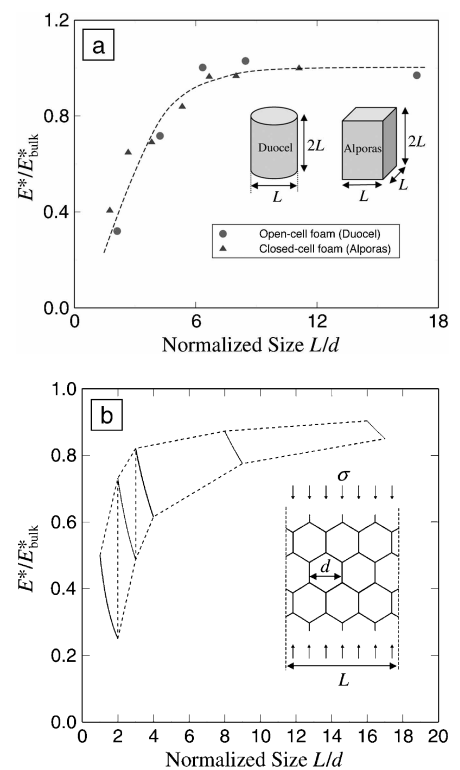 a
1.2
0.8
0.4
0.0
E*/E*bulk
0 6 12 18
Normalized Size L/d
Duocel
2L
L
Alporas
2L
L
L
Open-cell foam (Duocel)
Closed-cell foam (Alporas)
b
1.0
0.8
0.6
0.4
0.2
0.0
E*/E*bulk
0 2 4 6 8 10 12 14 16 18 20
Normalized Size L/d
σ
d
L